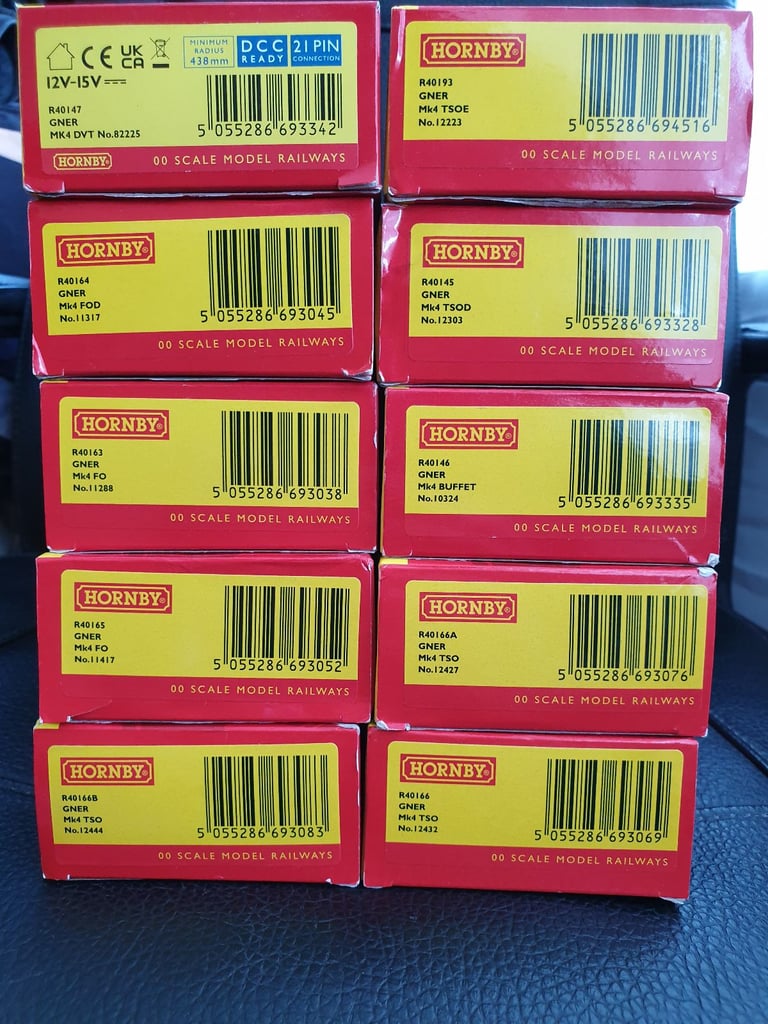 MINIMUM
RADIUS
438mm
DCC
READY
21 PIN
CONNECTION
CE UK
CA
12V-15V
R40147
GNER
MK4 DVT No.82225
5 055286 693342
HORNBY®
00 SCALE MODEL RAILWAYS
HORNBY®
R40193
GNER
Mk4 TSOE
No.12223
5 055286 694516
00 SCALE MODEL RAILWAYS
HORNBY®
R40164
GNER
Mk4 FOD
No.11317
5 055286 693045
00 SCALE MODEL RAILWAYS
HORNBY®
R40145
GNER
Mk4 TSOD
No.12303
5 055286 693328
00 SCALE MODEL RAILWAYS
HORNBY®
R40163
GNER
Mk4 FO
No.11288
5 055286 693038
00 SCALE MODEL RAILWAYS
HORNBY®
R40146
GNER
Mk4 BUFFET
No.10324
5 055286 693335
00 SCALE MODEL RAILWAYS
HORNBY®
R40165
GNER
Mk4 FO
No.11417
5 055286 693052
00 SCALE MODEL RAILWAYS
HORNBY®
R40166A
GNER
Mk4 TSO
No.12427
5 055286 693076
00 SCALE MODEL RAILWAYS
HORNBY®
R40166B
GNER
Mk4 TSO
No.12444
5 055286 693083
00 SCALE MODEL RAILWAYS
HORNBY®
R40166
GNER
Mk4 TSO
No.12432
5 055286 693069
00 SCALE MODEL RAILWAYS